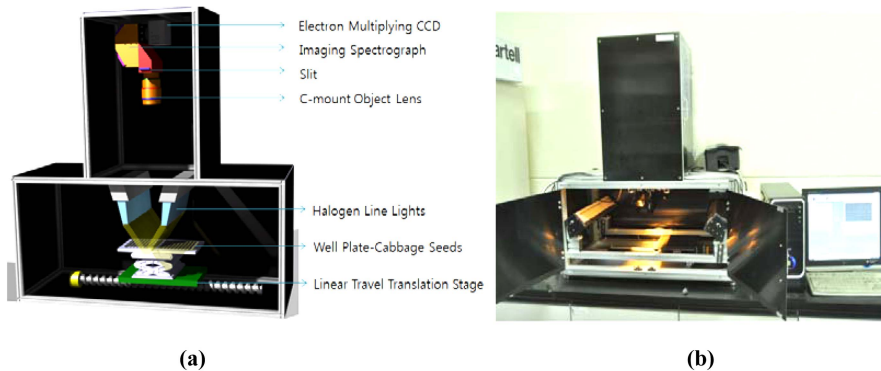 Electron Multiplying CCD
Imaging Spectrograph
Slit
C-mount Object Lens
Halogen Line Lights
Well Plate-Cabbage Seeds
Linear Travel Translation Stage
artell
(a)
(b)